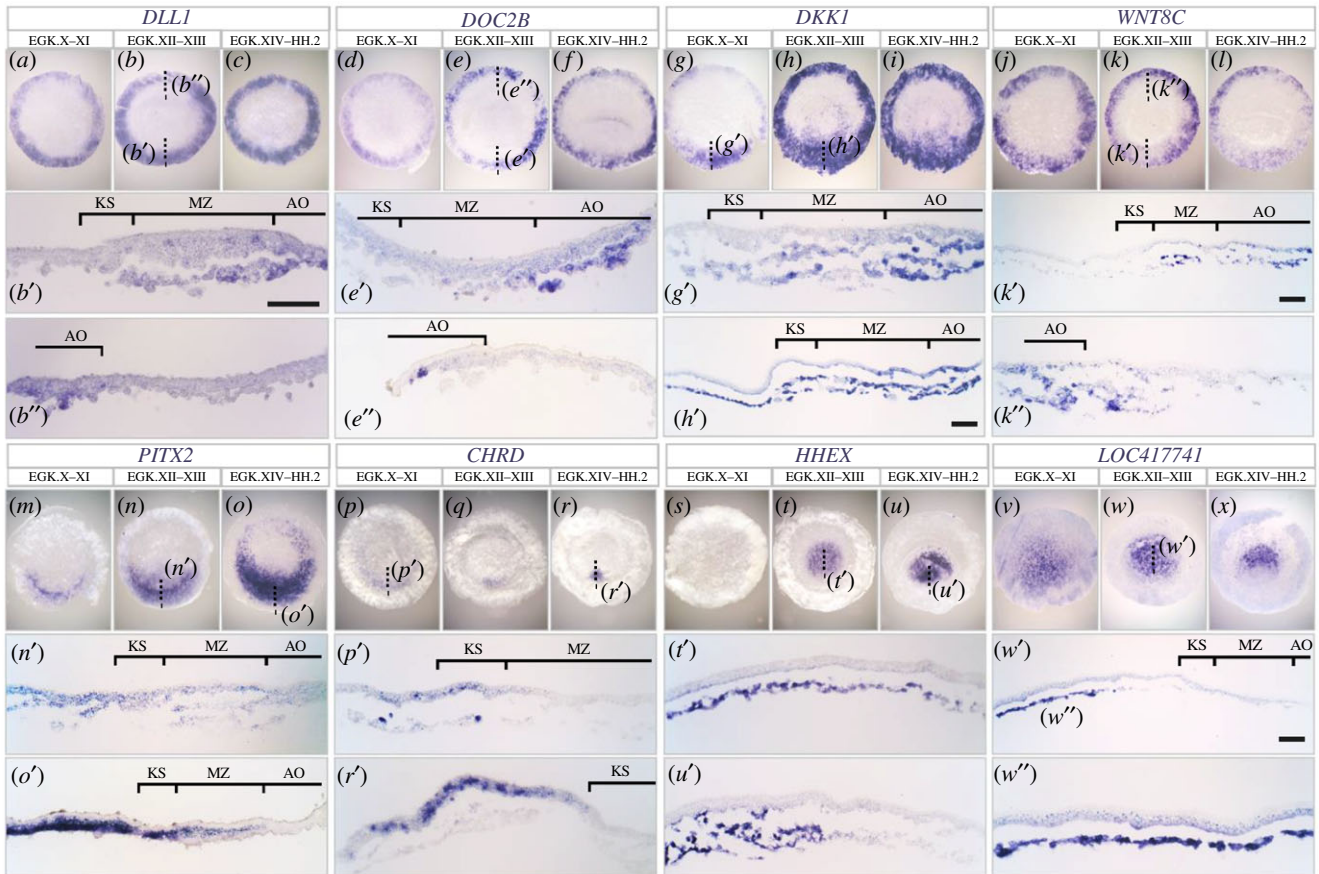 DLL1 DOC2B DKK1 WNT8C
EGK.X–XI EGK.XII–XIII EGK.XIV–HH.2 EGK.X–XI EGK.XII–XIII EGK.XIV–HH.2 EGK.X–XI EGK.XII–XIII EGK.XIV–HH.2 EGK.X–XI EGK.XII–XIII EGK.XIV–HH.2
(a) (b) (c) (d) (e) (f) (g) (h) (i) (j) (k) (l)
(b″) (e″) (k″)
(b′) (e′) (g′) (h′) (k′)
KS MZ AO KS MZ AO KS MZ AO KS MZ AO
(b′) (e′) (g′) (k′)
AO AO KS MZ AO AO
(b″) (e″) (h′) (k″)
PITX2 CHRD HHEX LOC417741
EGK.X–XI EGK.XII–XIII EGK.XIV–HH.2 EGK.X–XI EGK.XII–XIII EGK.XIV–HH.2 EGK.X–XI EGK.XII–XIII EGK.XIV–HH.2 EGK.X–XI EGK.XII–XIII EGK.XIV–HH.2
(m) (n) (o) (p) (q) (r) (s) (t) (u) (v) (w) (x)
(n′) (o′) (p′) (r′) (t′) (u′) (w′)
(n′) KS MZ AO (p′) KS MZ (t′) (w′) KS MZ AO
(w″)
(o′) KS MZ AO (r′) KS (u′) (w″)